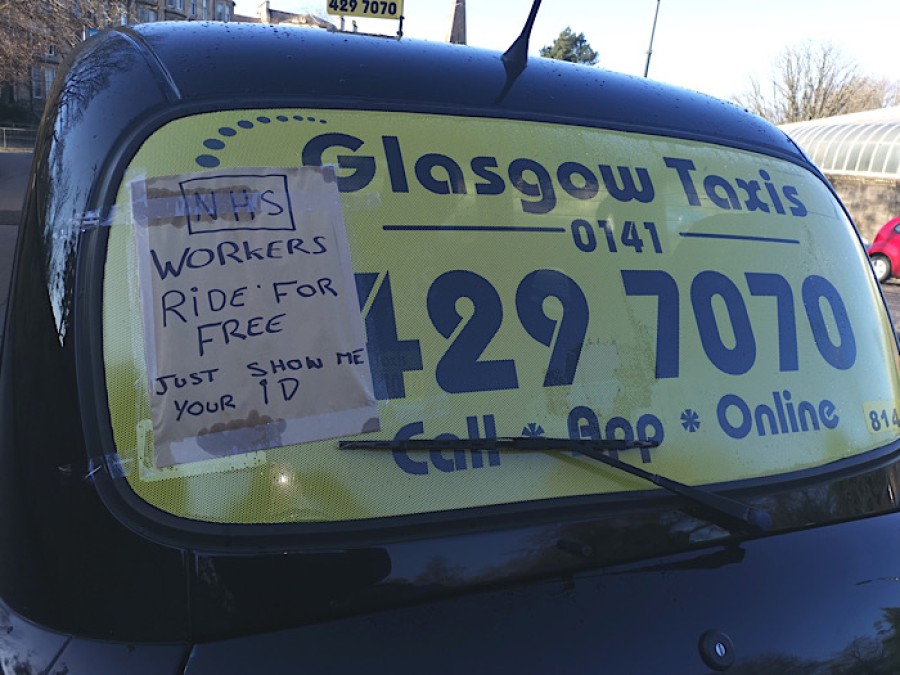 429 7070
Glasgow Taxis
0141
429 7070
Call * App * Online
814
NHS
WORKERS
RIDE FOR
FREE
JUST SHOW ME
YOUR ID